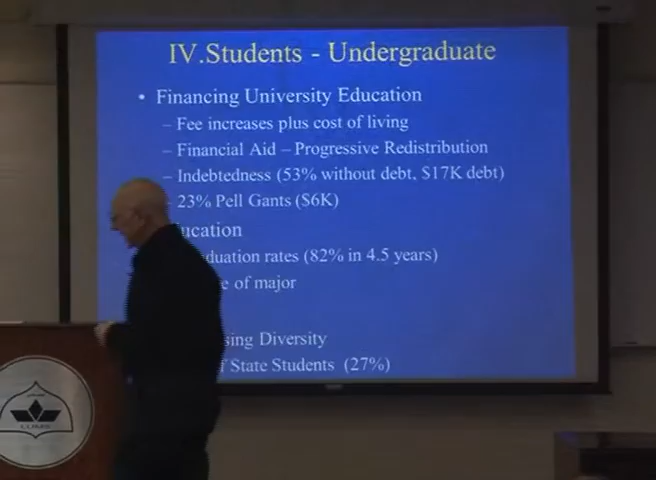 IV.Students - Undergraduate
• Financing University Education
– Fee increases plus cost of living
– Financial Aid – Progressive Redistribution
– Indebtedness (53% without debt, $17K debt)
– 23% Pell Gants ($6K)
ucation
duation rates (82% in 4.5 years)
e of major
sing Diversity
f State Students (27%)
LUMS